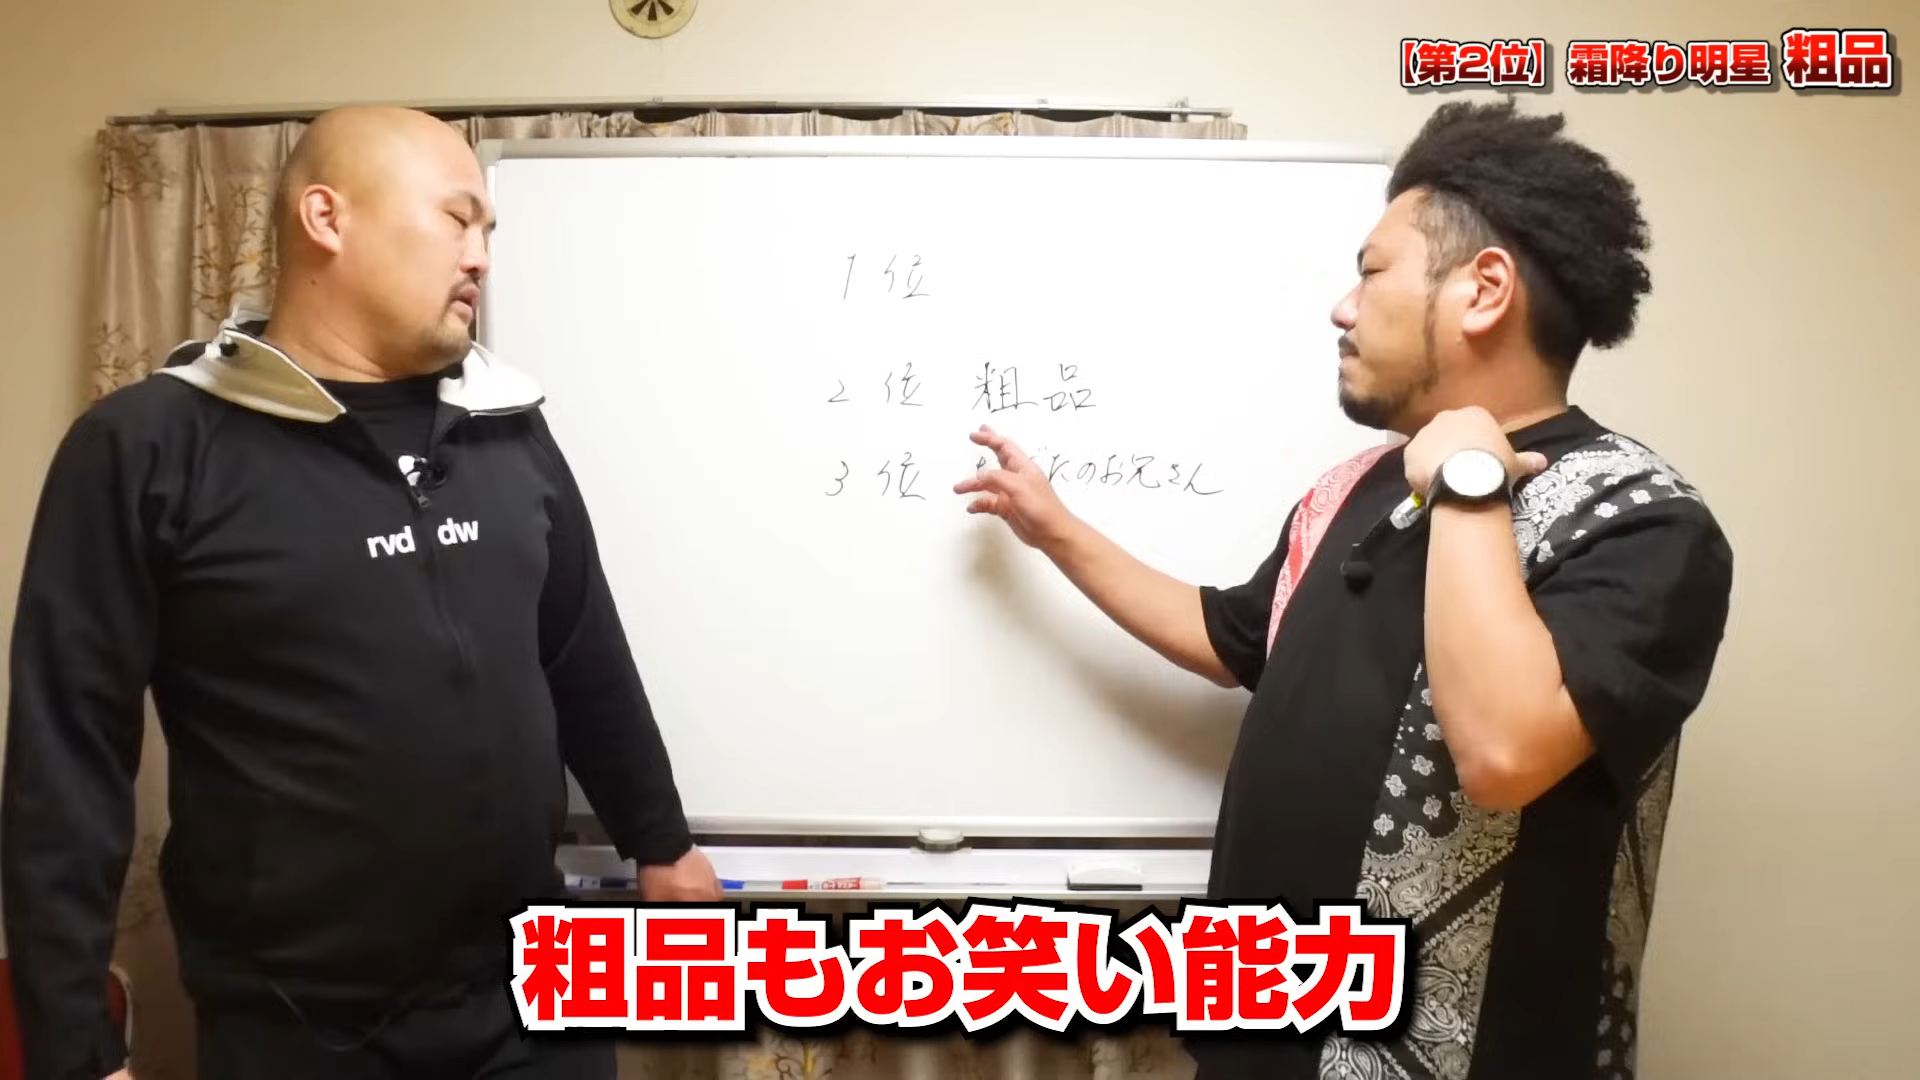 【第2位】霜降り明星 粗品
1位
2位 粗品
3位 たのお兄さん
rvd dw
粗品もお笑い能力